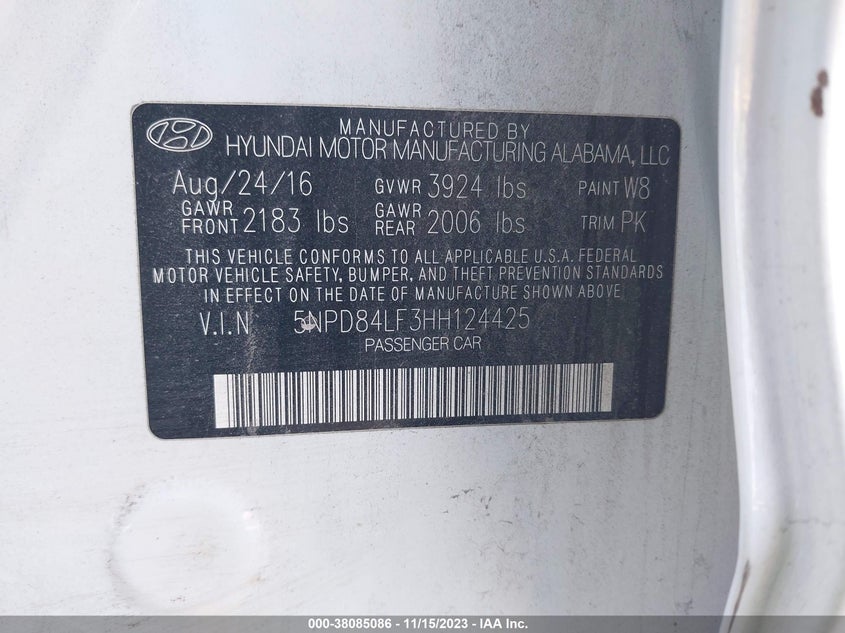 MANUFACTURED BY
HYUNDAI MOTOR MANUFACTURING ALABAMA, LLC
Aug/24/16 GVWR 3924 lbs PAINT W8
GAWR FRONT 2183 lbs GAWR REAR 2006 lbs TRIM PK
THIS VEHICLE CONFORMS TO ALL APPLICABLE U.S.A. FEDERAL
MOTOR VEHICLE SAFETY, BUMPER, AND THEFT PREVENTION STANDARDS
IN EFFECT ON THE DATE OF MANUFACTURE SHOWN ABOVE
V.I.N 5NPD84LF3HH124425
PASSENGER CAR
000-38085086 - 11/15/2023 - IAA Inc.